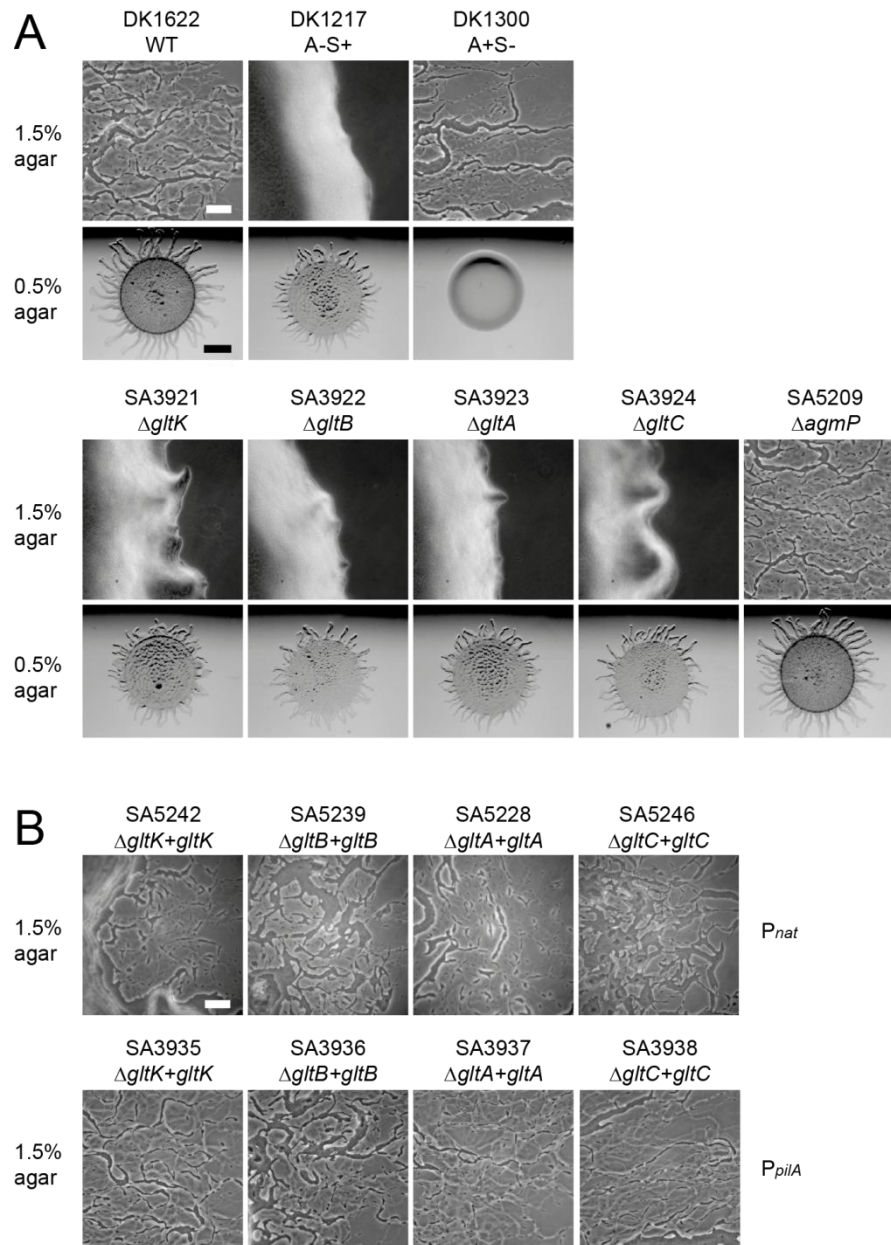 A
DK1622 DK1217 DK1300
WT A-S+ A+S-
1.5%
agar
0.5%
agar
SA3921 SA3922 SA3923 SA3924 SA5209
ΔgltK ΔgltB ΔgltA ΔgltC ΔagmP
1.5%
agar
0.5%
agar
B
SA5242 SA5239 SA5228 SA5246
ΔgltK+gltK ΔgltB+gltB ΔgltA+gltA ΔgltC+gltC
1.5%
agar
Pnat
SA3935 SA3936 SA3937 SA3938
ΔgltK+gltK ΔgltB+gltB ΔgltA+gltA ΔgltC+gltC
1.5%
agar
PpilA